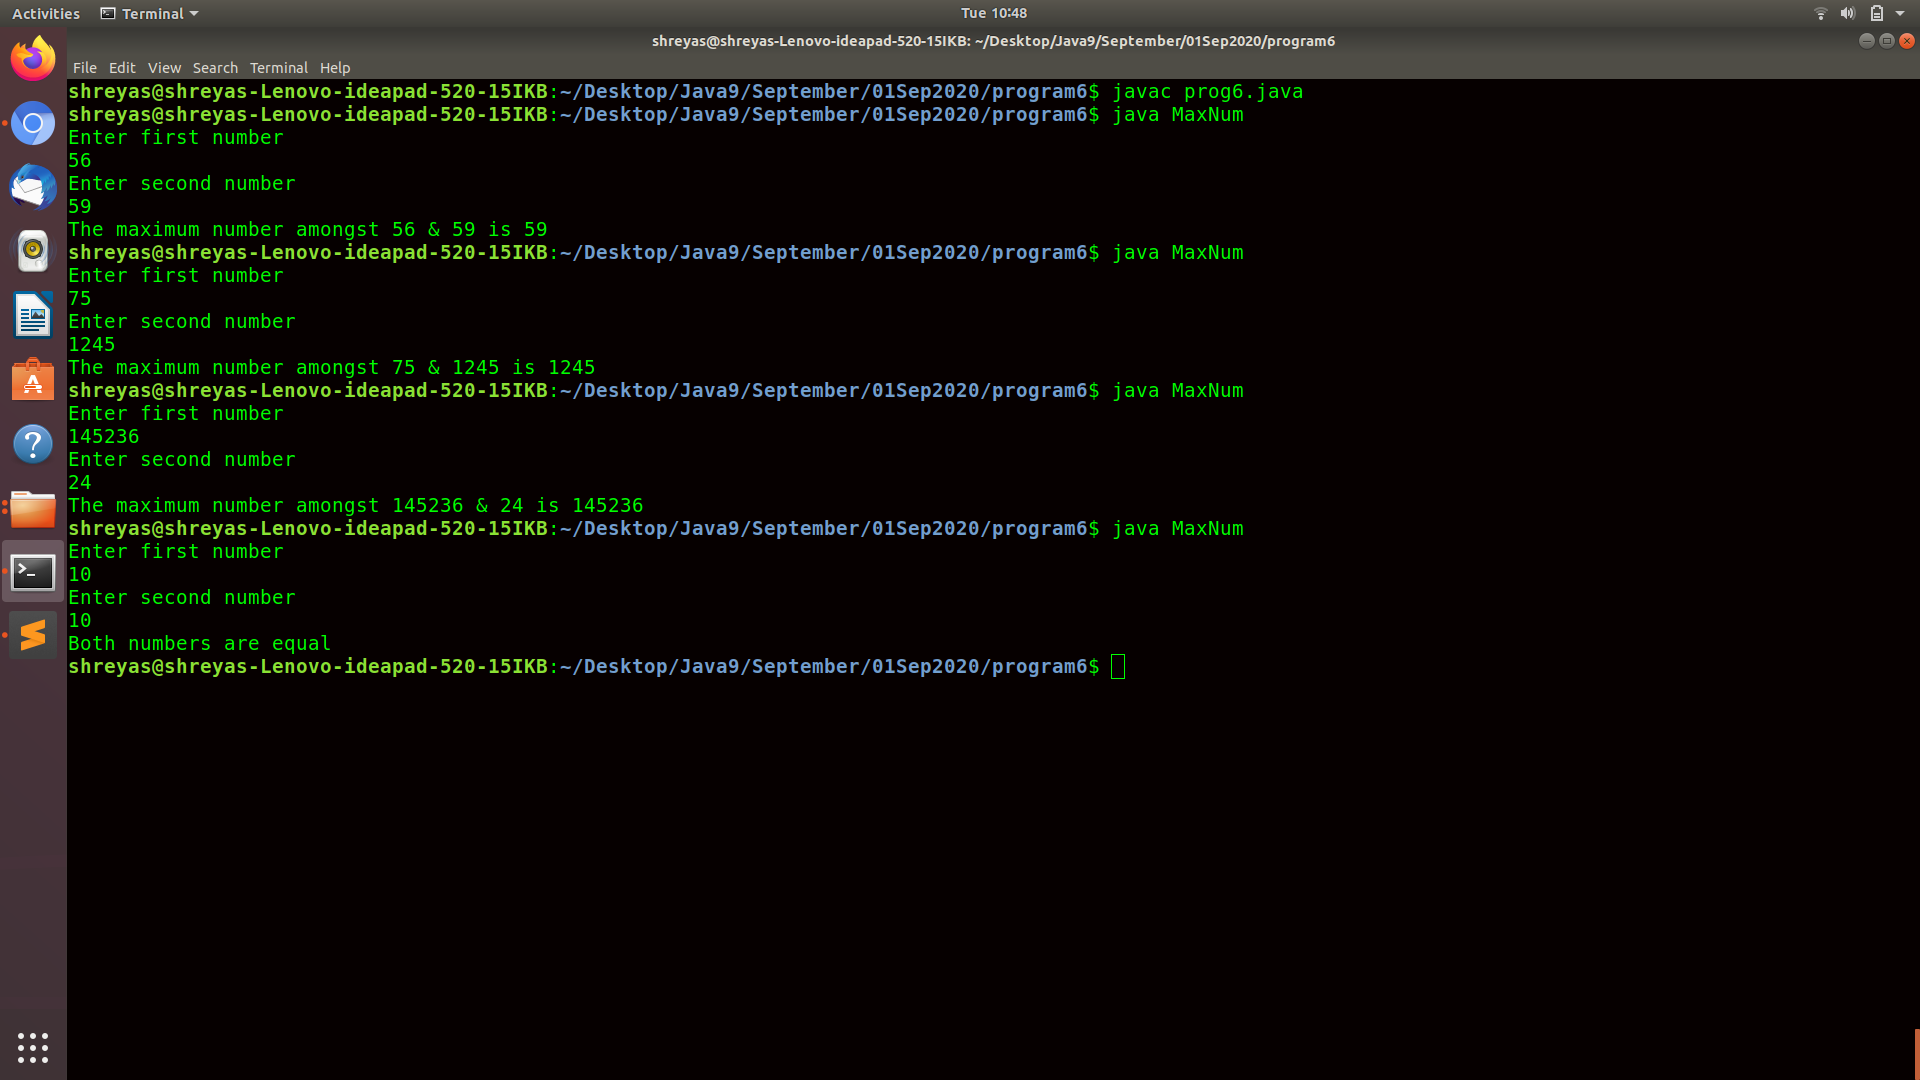 Activities Terminal Tue 10:48
shreyas@shreyas-Lenovo-ideapad-520-15IKB: ~/Desktop/Java9/September/01Sep2020/program6
File Edit View Search Terminal Help
shreyas@shreyas-Lenovo-ideapad-520-15IKB:~/Desktop/Java9/September/01Sep2020/program6$ javac prog6.java
shreyas@shreyas-Lenovo-ideapad-520-15IKB:~/Desktop/Java9/September/01Sep2020/program6$ java MaxNum
Enter first number
56
Enter second number
59
The maximum number amongst 56 & 59 is 59
shreyas@shreyas-Lenovo-ideapad-520-15IKB:~/Desktop/Java9/September/01Sep2020/program6$ java MaxNum
Enter first number
75
Enter second number
1245
The maximum number amongst 75 & 1245 is 1245
shreyas@shreyas-Lenovo-ideapad-520-15IKB:~/Desktop/Java9/September/01Sep2020/program6$ java MaxNum
Enter first number
145236
Enter second number
24
The maximum number amongst 145236 & 24 is 145236
shreyas@shreyas-Lenovo-ideapad-520-15IKB:~/Desktop/Java9/September/01Sep2020/program6$ java MaxNum
Enter first number
10
Enter second number
10
Both numbers are equal
shreyas@shreyas-Lenovo-ideapad-520-15IKB:~/Desktop/Java9/September/01Sep2020/program6$